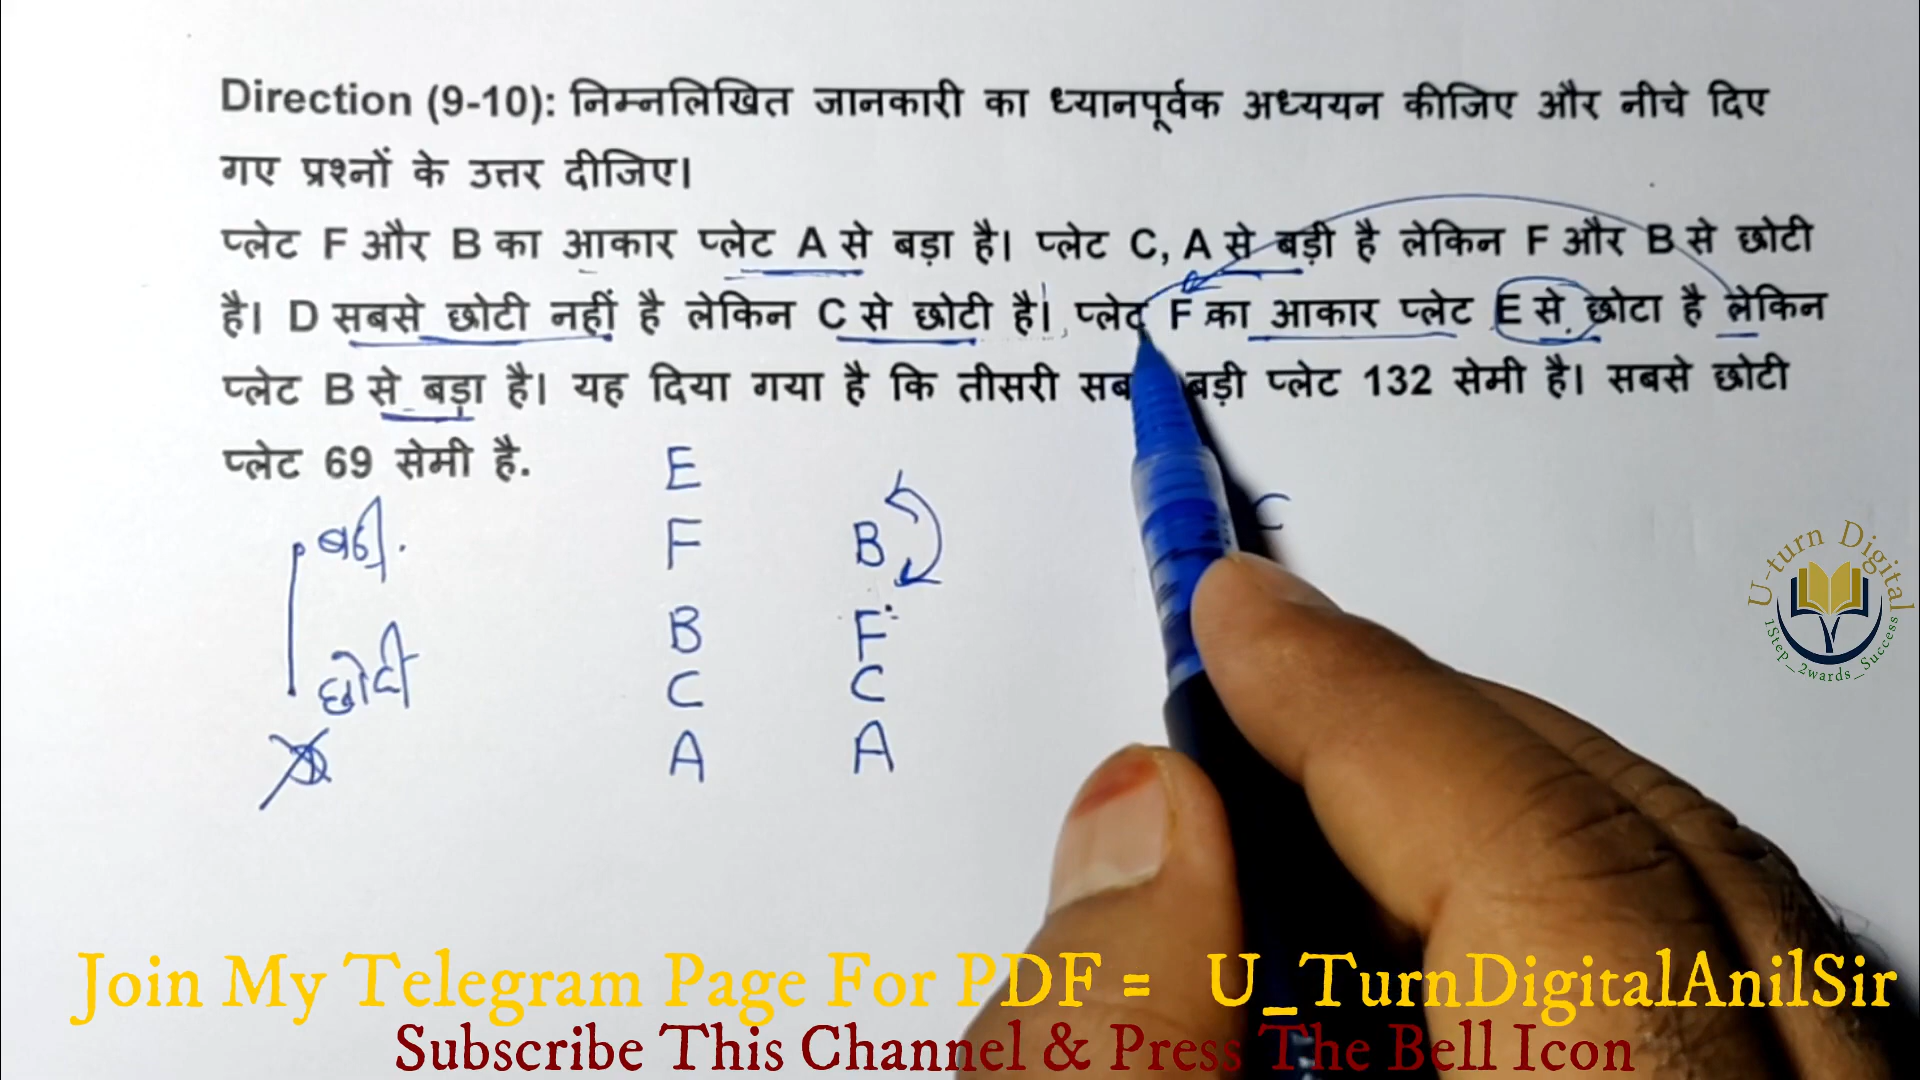 Direction (9-10): निम्नलिखित जानकारी का ध्यानपूर्वक अध्ययन कीजिए और नीचे दिए
गए प्रश्नों के उत्तर दीजिए।
प्लेट F और B का आकार प्लेट A से बड़ा है। प्लेट C, A से बड़ी है लेकिन F और B से छोटी
है। D सबसे छोटी नहीं है लेकिन C से छोटी है। प्लेट F का आकार प्लेट E से छोटा है लेकिन
प्लेट B से बड़ा है। यह दिया गया है कि तीसरी सब बड़ी प्लेट 132 सेमी है। सबसे छोटी
प्लेट 69 सेमी है.
E
बड़ी. F B C
B F
छोटी C C
A A
U-turn Digital
1Step_2wards_Success
Join My Telegram Page For PDF = U_TurnDigitalAnilSir
Subscribe This Channel & Press The Bell Icon